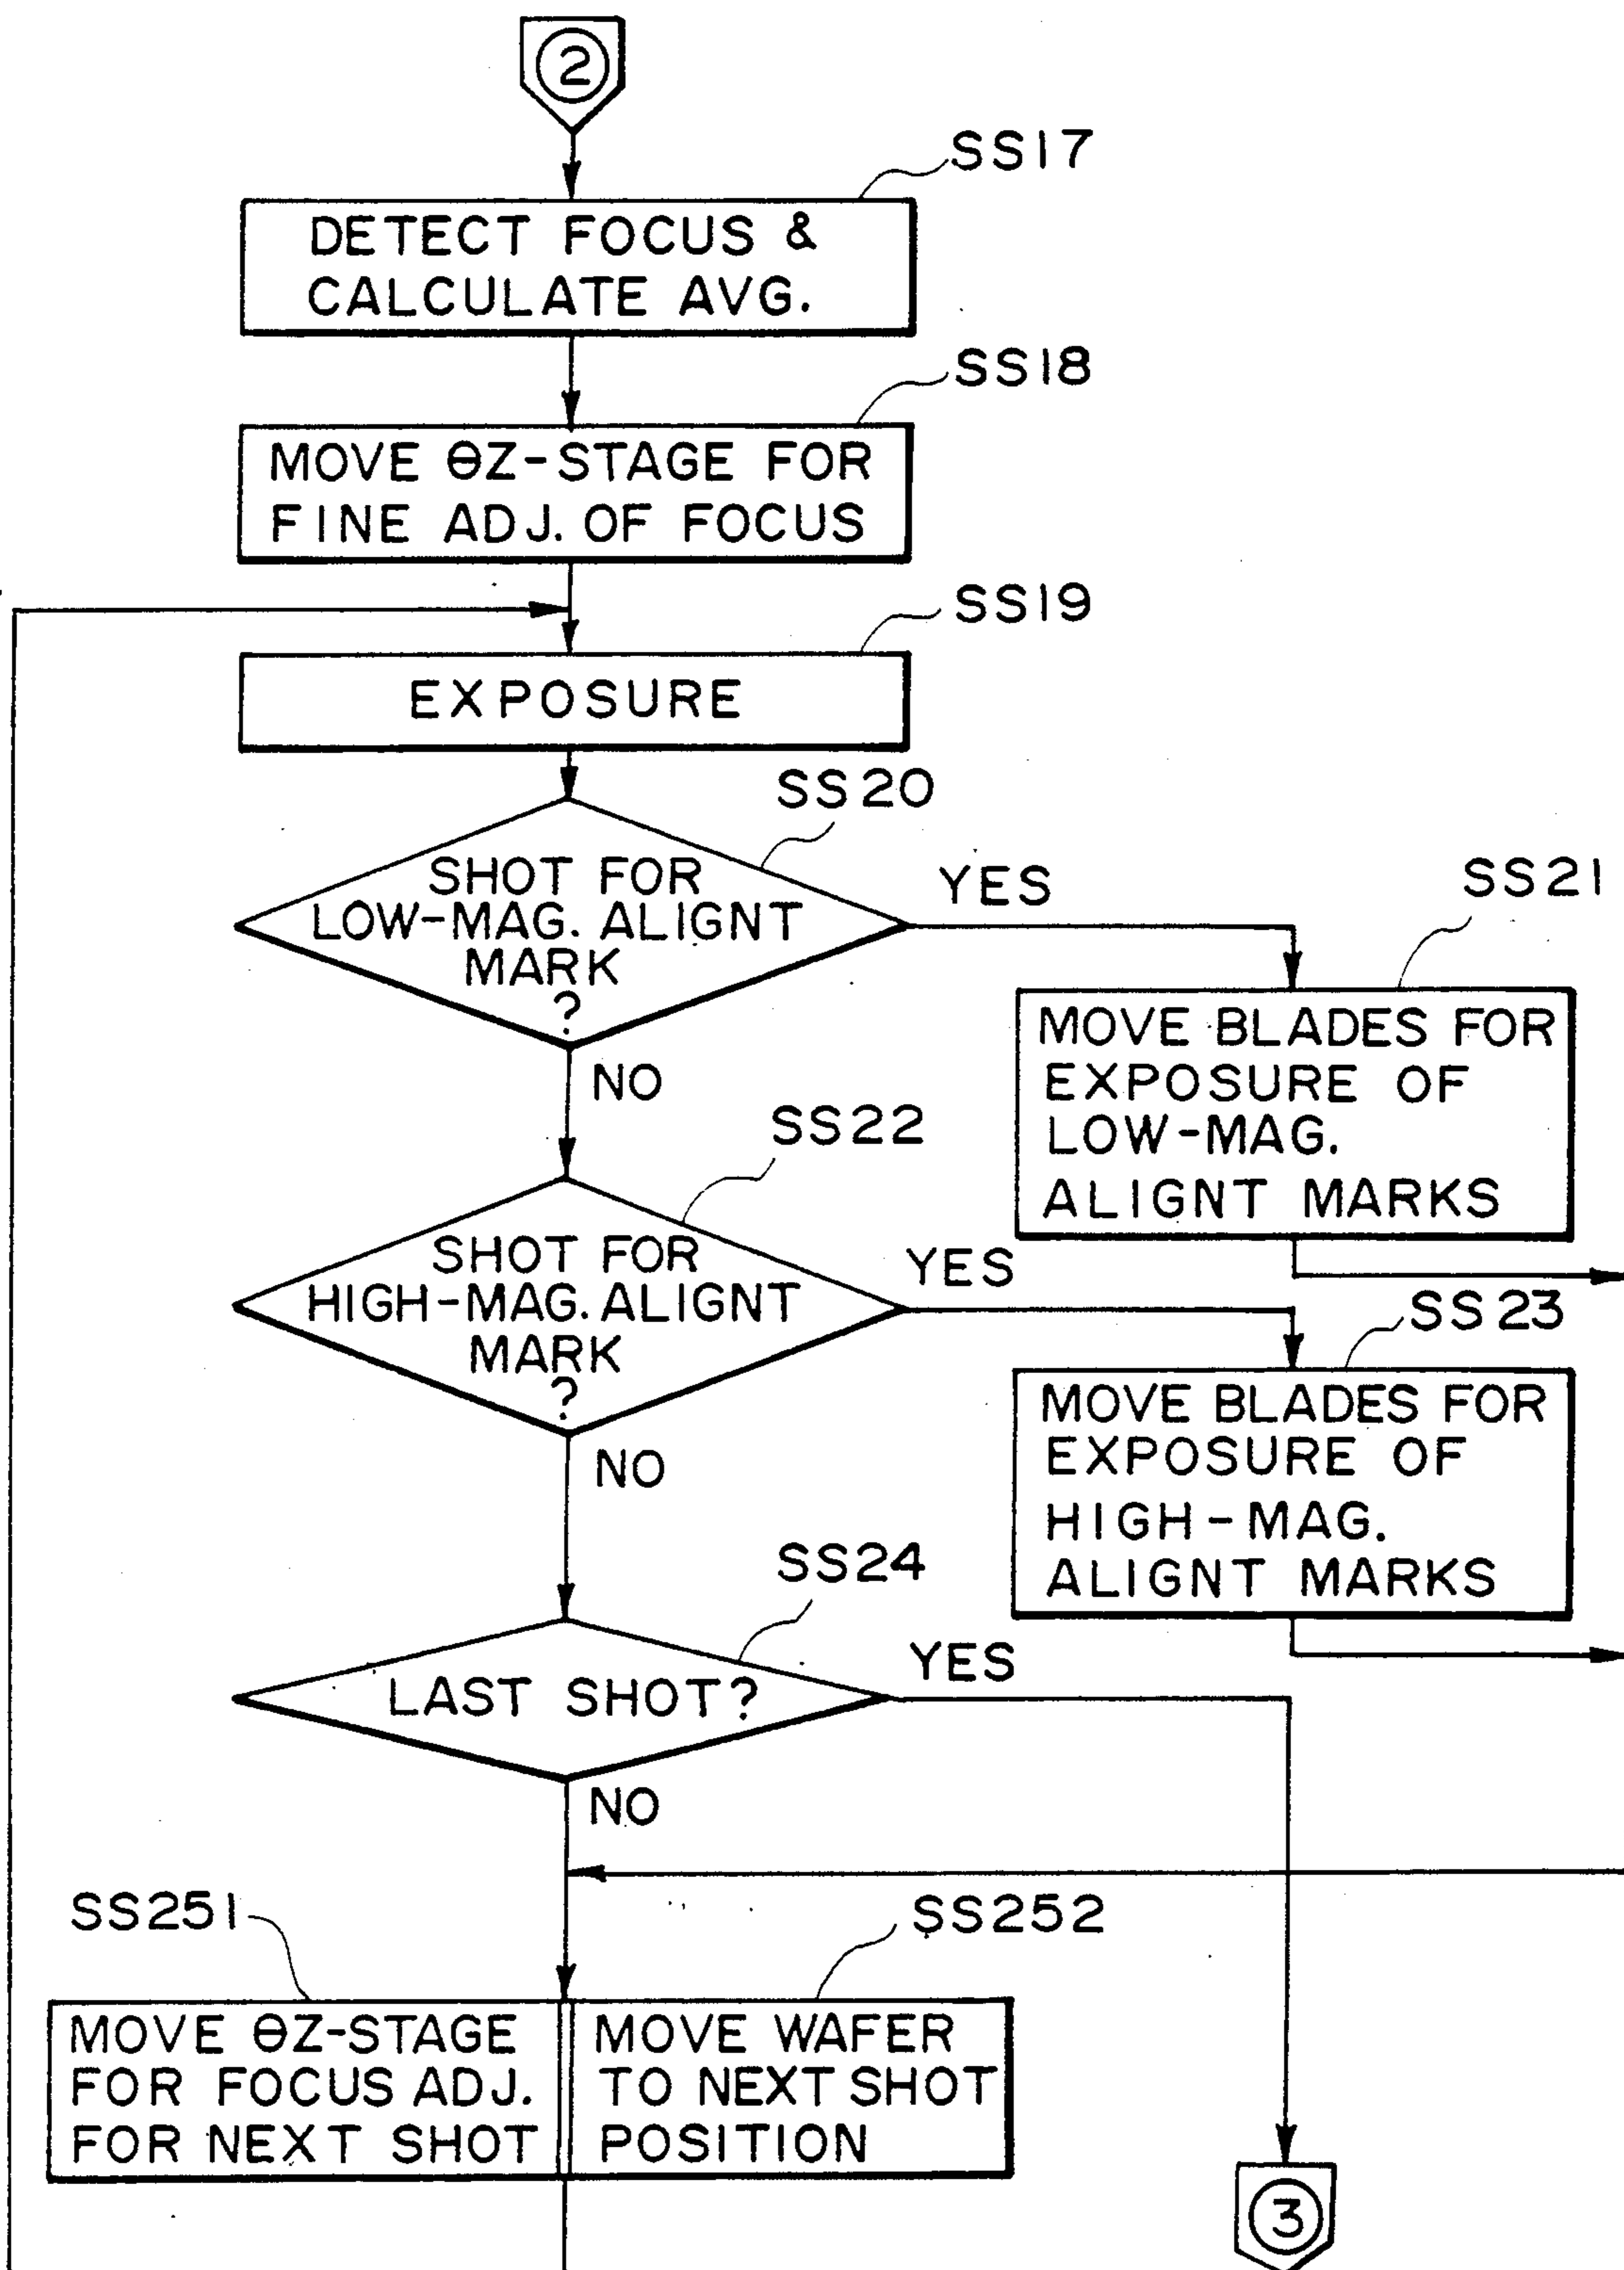 2
SS17
DETECT FOCUS &
CALCULATE AVG.
SS18
MOVE ΘZ-STAGE FOR
FINE ADJ. OF FOCUS
SS19
EXPOSURE
SS20
SHOT FOR
LOW-MAG. ALIGNT
MARK
?
YES
NO
SS21
MOVE BLADES FOR
EXPOSURE OF
LOW-MAG.
ALIGNT MARKS
SS22
SHOT FOR
HIGH-MAG. ALIGNT
MARK
?
YES
NO
SS23
MOVE BLADES FOR
EXPOSURE OF
HIGH-MAG.
ALIGNT MARKS
SS24
LAST SHOT?
YES
NO
SS251
MOVE ΘZ-STAGE
FOR FOCUS ADJ.
FOR NEXT SHOT
SS252
MOVE WAFER
TO NEXT SHOT
POSITION
3